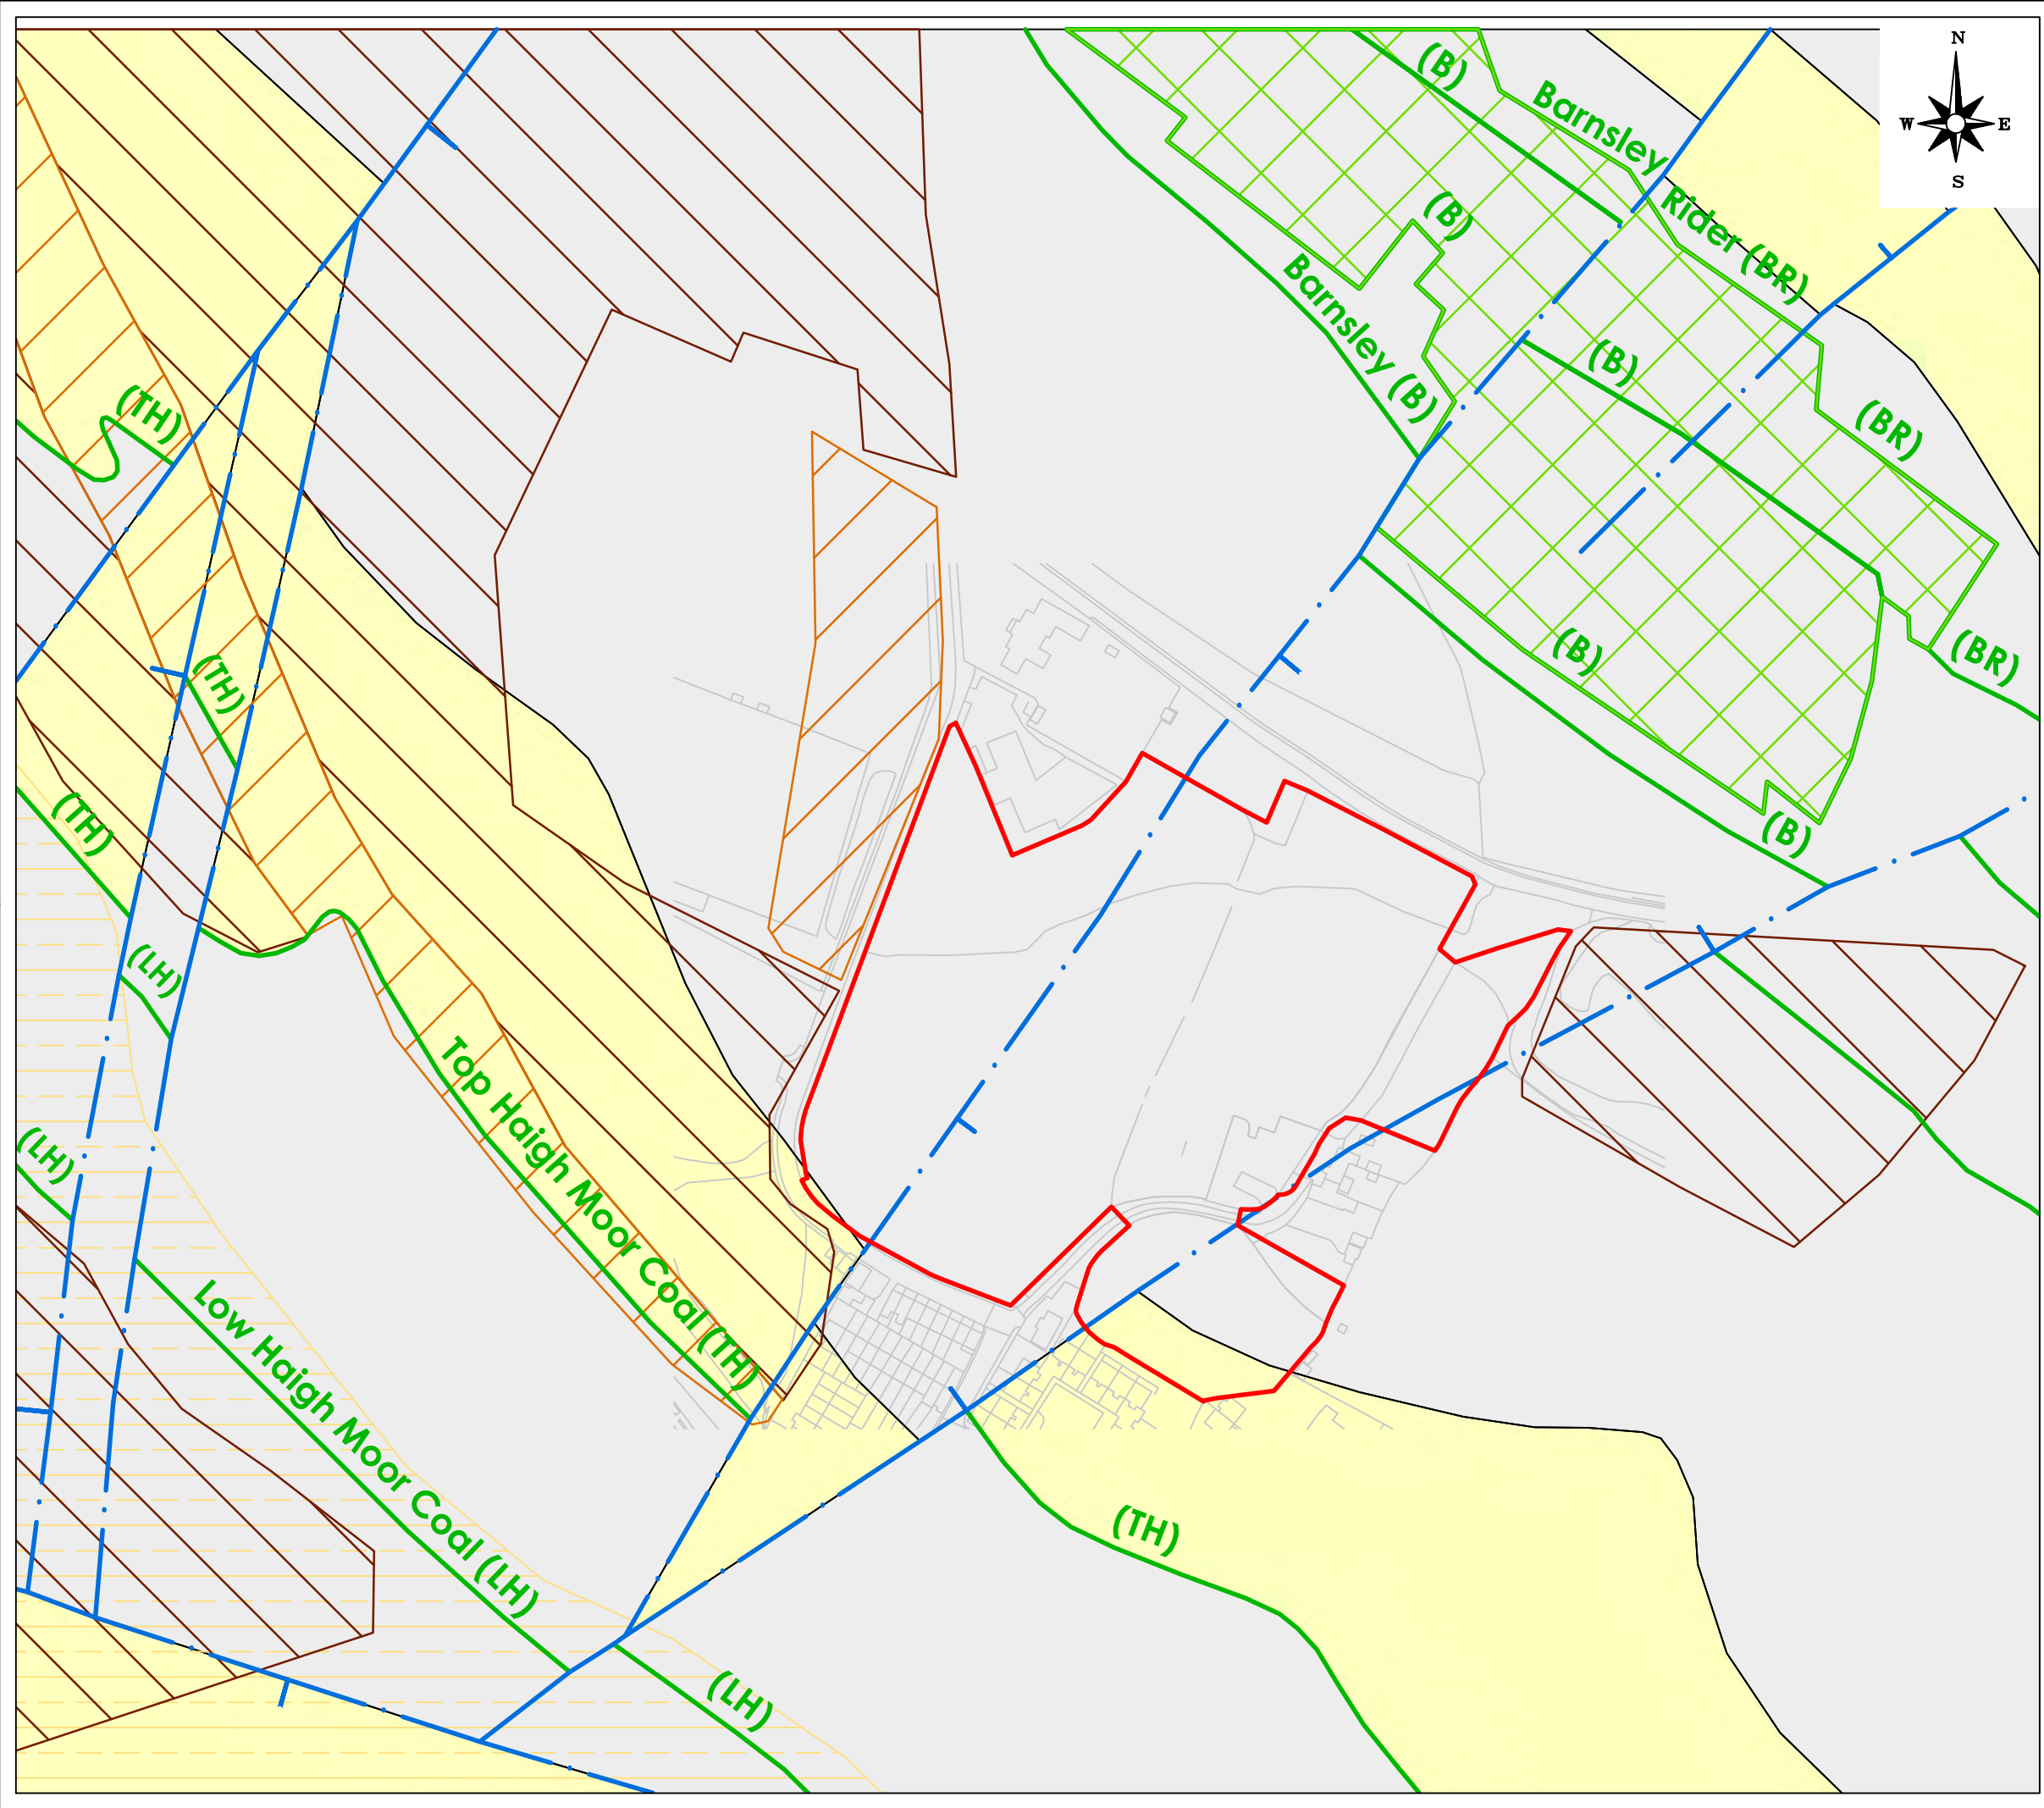 N
W E
S
(B)
Barnsley
Rider (BR)
(B)
Barnsley (B)
(B)
(BR)
(TH)
(B)
(BR)
(TH)
(TH)
(B)
(LH)
Top Haigh Moor Coal (TH)
(LH)
Low Haigh Moor Coal (LH)
(TH)
(LH)